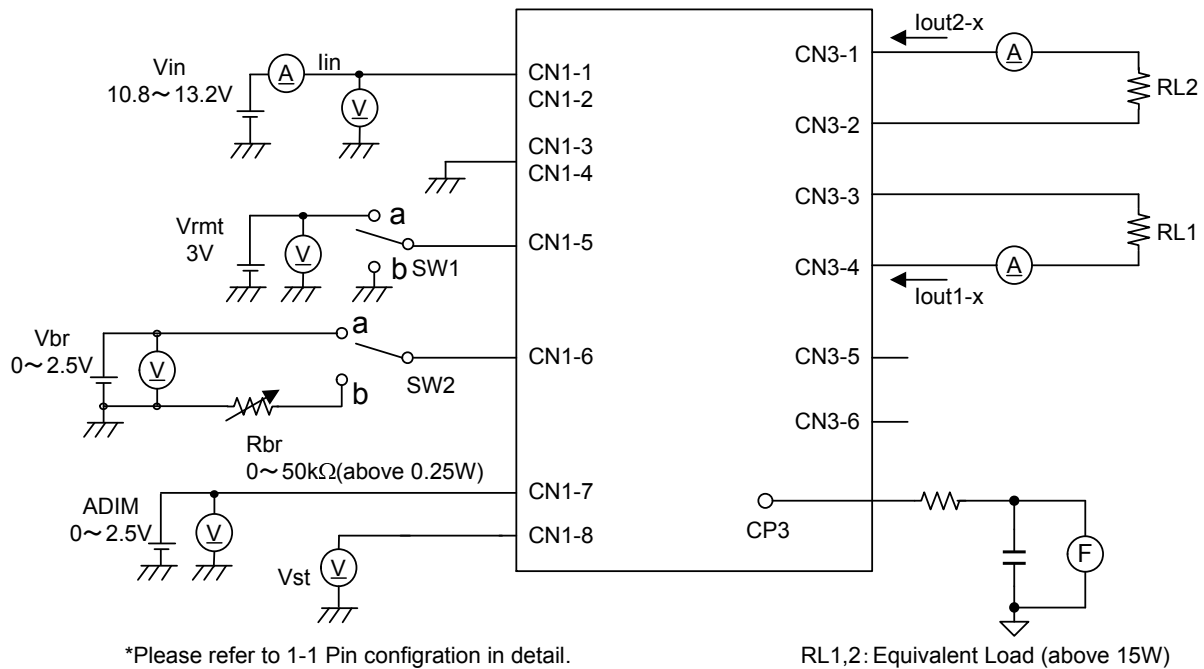 Vin
10.8~13.2V
A
Iin
V
CN1-1
CN1-2
CN1-3
CN1-4
Vrmt
3V
V
a
b
SW1
CN1-5
Vbr
0~2.5V
V
a
b
SW2
CN1-6
Rbr
0~50kΩ(above 0.25W)
ADIM
0~2.5V
V
CN1-7
CN1-8
Vst
V
CN3-1
Iout2-x
A
RL2
CN3-2
CN3-3
RL1
CN3-4
A
Iout1-x
CN3-5
CN3-6
CP3
F
*Please refer to 1-1 Pin configration in detail.
RL1,2: Equivalent Load (above 15W)